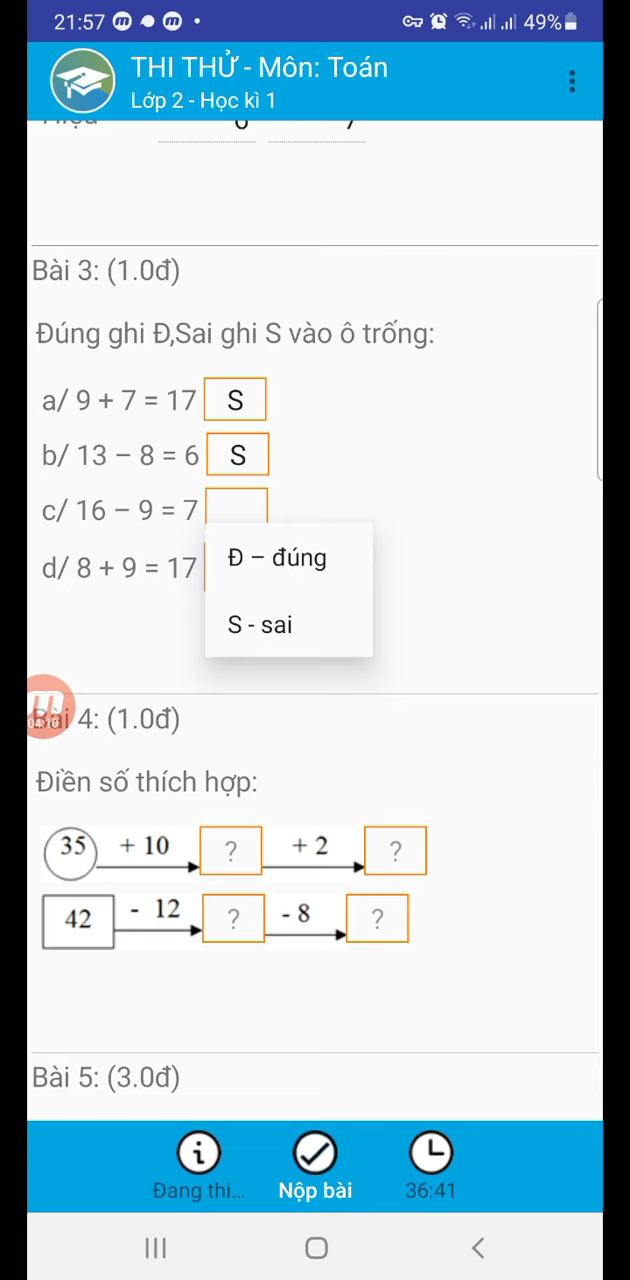 21:57 49%
THI THỬ - Môn: Toán
Lớp 2 - Học kì 1
Bài 3: (1.0đ)
Đúng ghi Đ,Sai ghi S vào ô trống:
a/ 9 + 7 = 17 S
b/ 13 – 8 = 6 S
c/ 16 – 9 = 7
d/ 8 + 9 = 17
Đ – đúng
S - sai
04:10
Bài 4: (1.0đ)
Điền số thích hợp:
35 + 10 ? + 2 ?
42 - 12 ? - 8 ?
Bài 5: (3.0đ)
Đang thi... Nộp bài 36:41